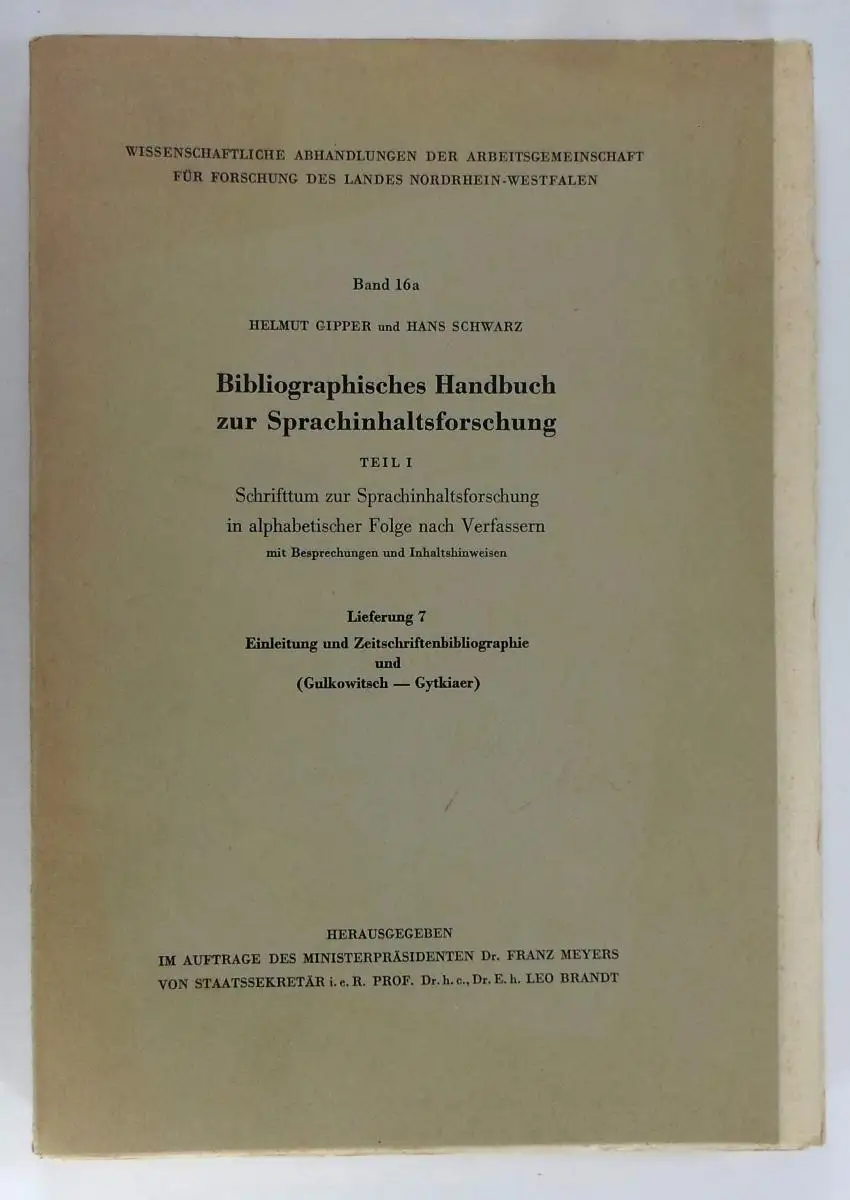 WISSENSCHAFTLICHE ABHANDLUNGEN DER ARBEITSGEMEINSCHAFT
FÜR FORSCHUNG DES LANDES NORDRHEIN-WESTFALEN
Band 16a
HELMUT GIPPER und HANS SCHWARZ
Bibliographisches Handbuch
zur Sprachinhaltsforschung
TEIL I
Schrifttum zur Sprachinhaltsforschung
in alphabetischer Folge nach Verfassern
mit Besprechungen und Inhaltshinweisen
Lieferung 7
Einleitung und Zeitschriftenbibliographie
und
(Gulkowitsch — Gytkiaer)
HERAUSGEGEBEN
IM AUFTRAGE DES MINISTERPRÄSIDENTEN Dr. FRANZ MEYERS
VON STAATSSEKRETÄR i. e. R. PROF. Dr. h. c., Dr. E. h. LEO BRANDT